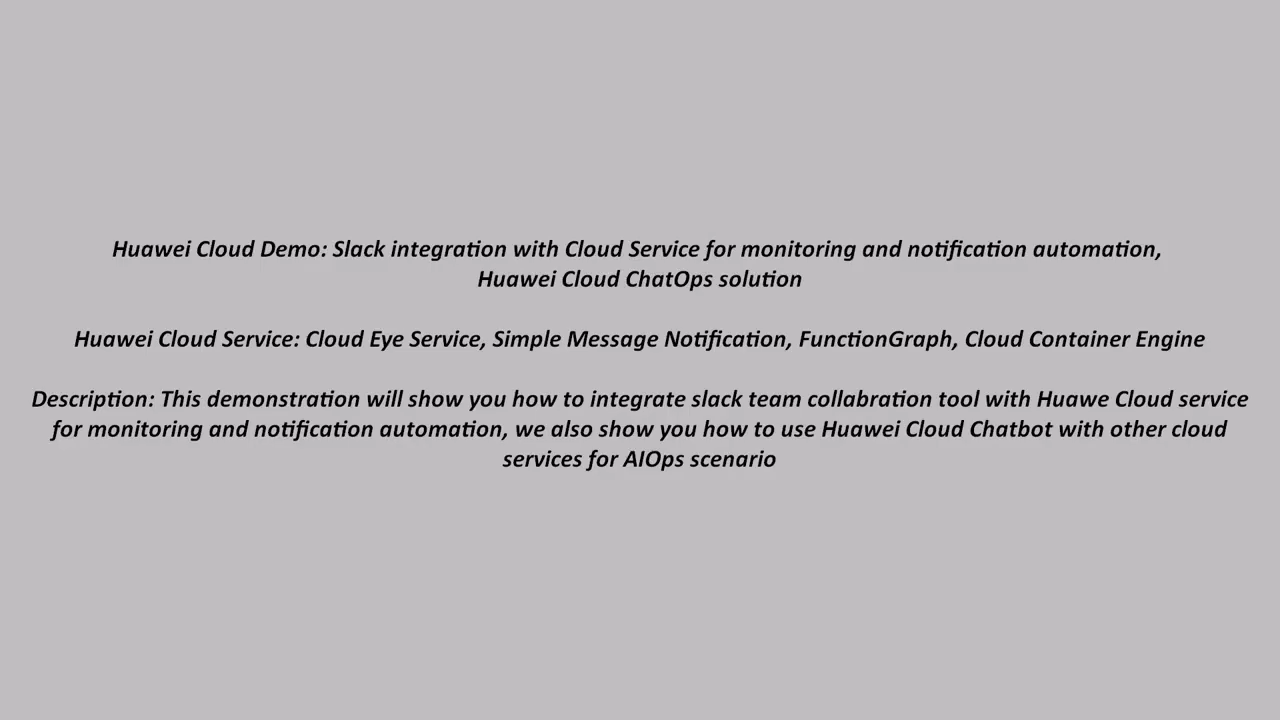 Huawei Cloud Demo: Slack integration with Cloud Service for monitoring and notification automation,
Huawei Cloud ChatOps solution
Huawei Cloud Service: Cloud Eye Service, Simple Message Notification, FunctionGraph, Cloud Container Engine
Description: This demonstration will show you how to integrate slack team collabration tool with Huawe Cloud service
for monitoring and notification automation, we also show you how to use Huawei Cloud Chatbot with other cloud
services for AIOps scenario